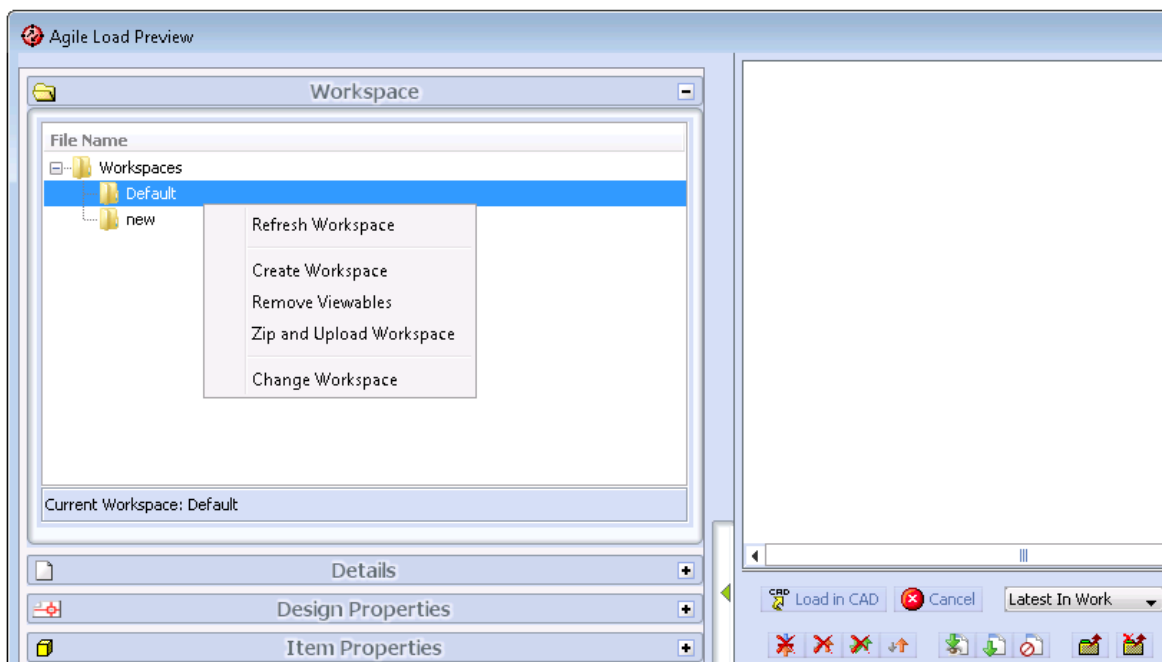 Agile Load Preview
Workspace
File Name
Workspaces
Default
new
Refresh Workspace
Create Workspace
Remove Viewables
Zip and Upload Workspace
Change Workspace
Current Workspace: Default
Details
Design Properties
Item Properties
CAD Load in CAD Cancel Latest In Work